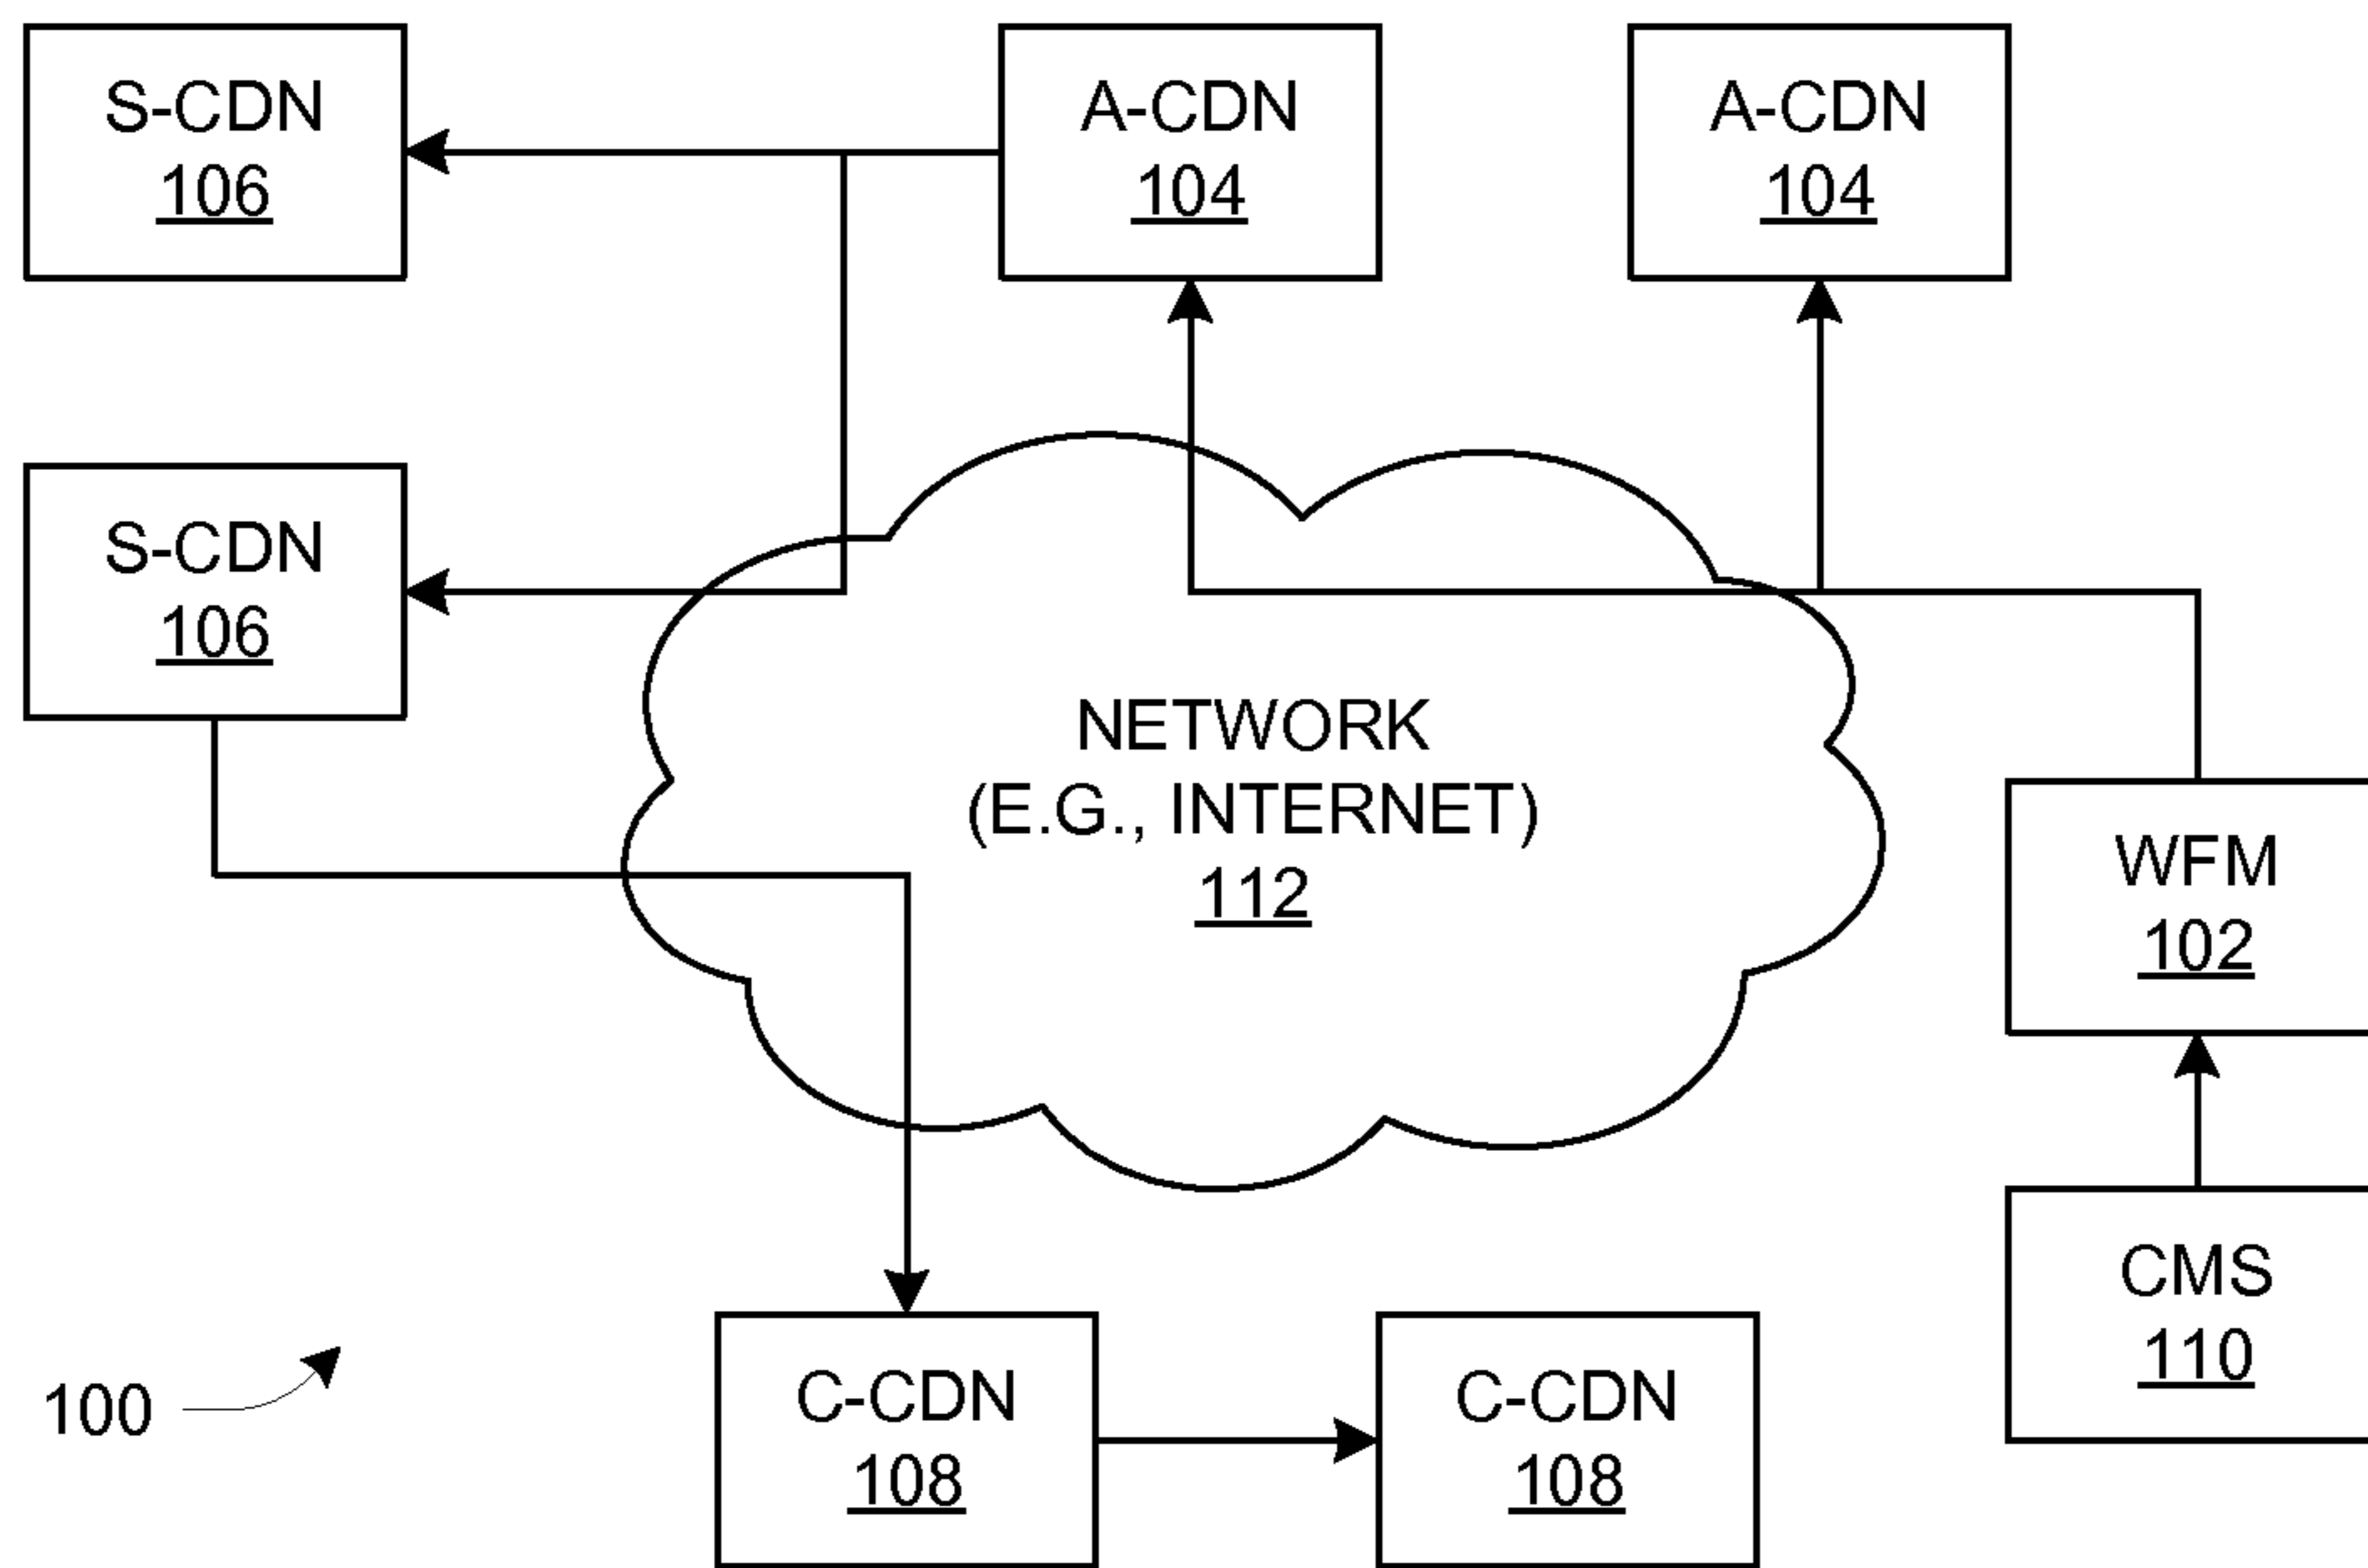 S-CDN
106
A-CDN
104
A-CDN
104
S-CDN
106
NETWORK
(E.G., INTERNET)
112
WFM
102
CMS
110
C-CDN
108
C-CDN
108
100